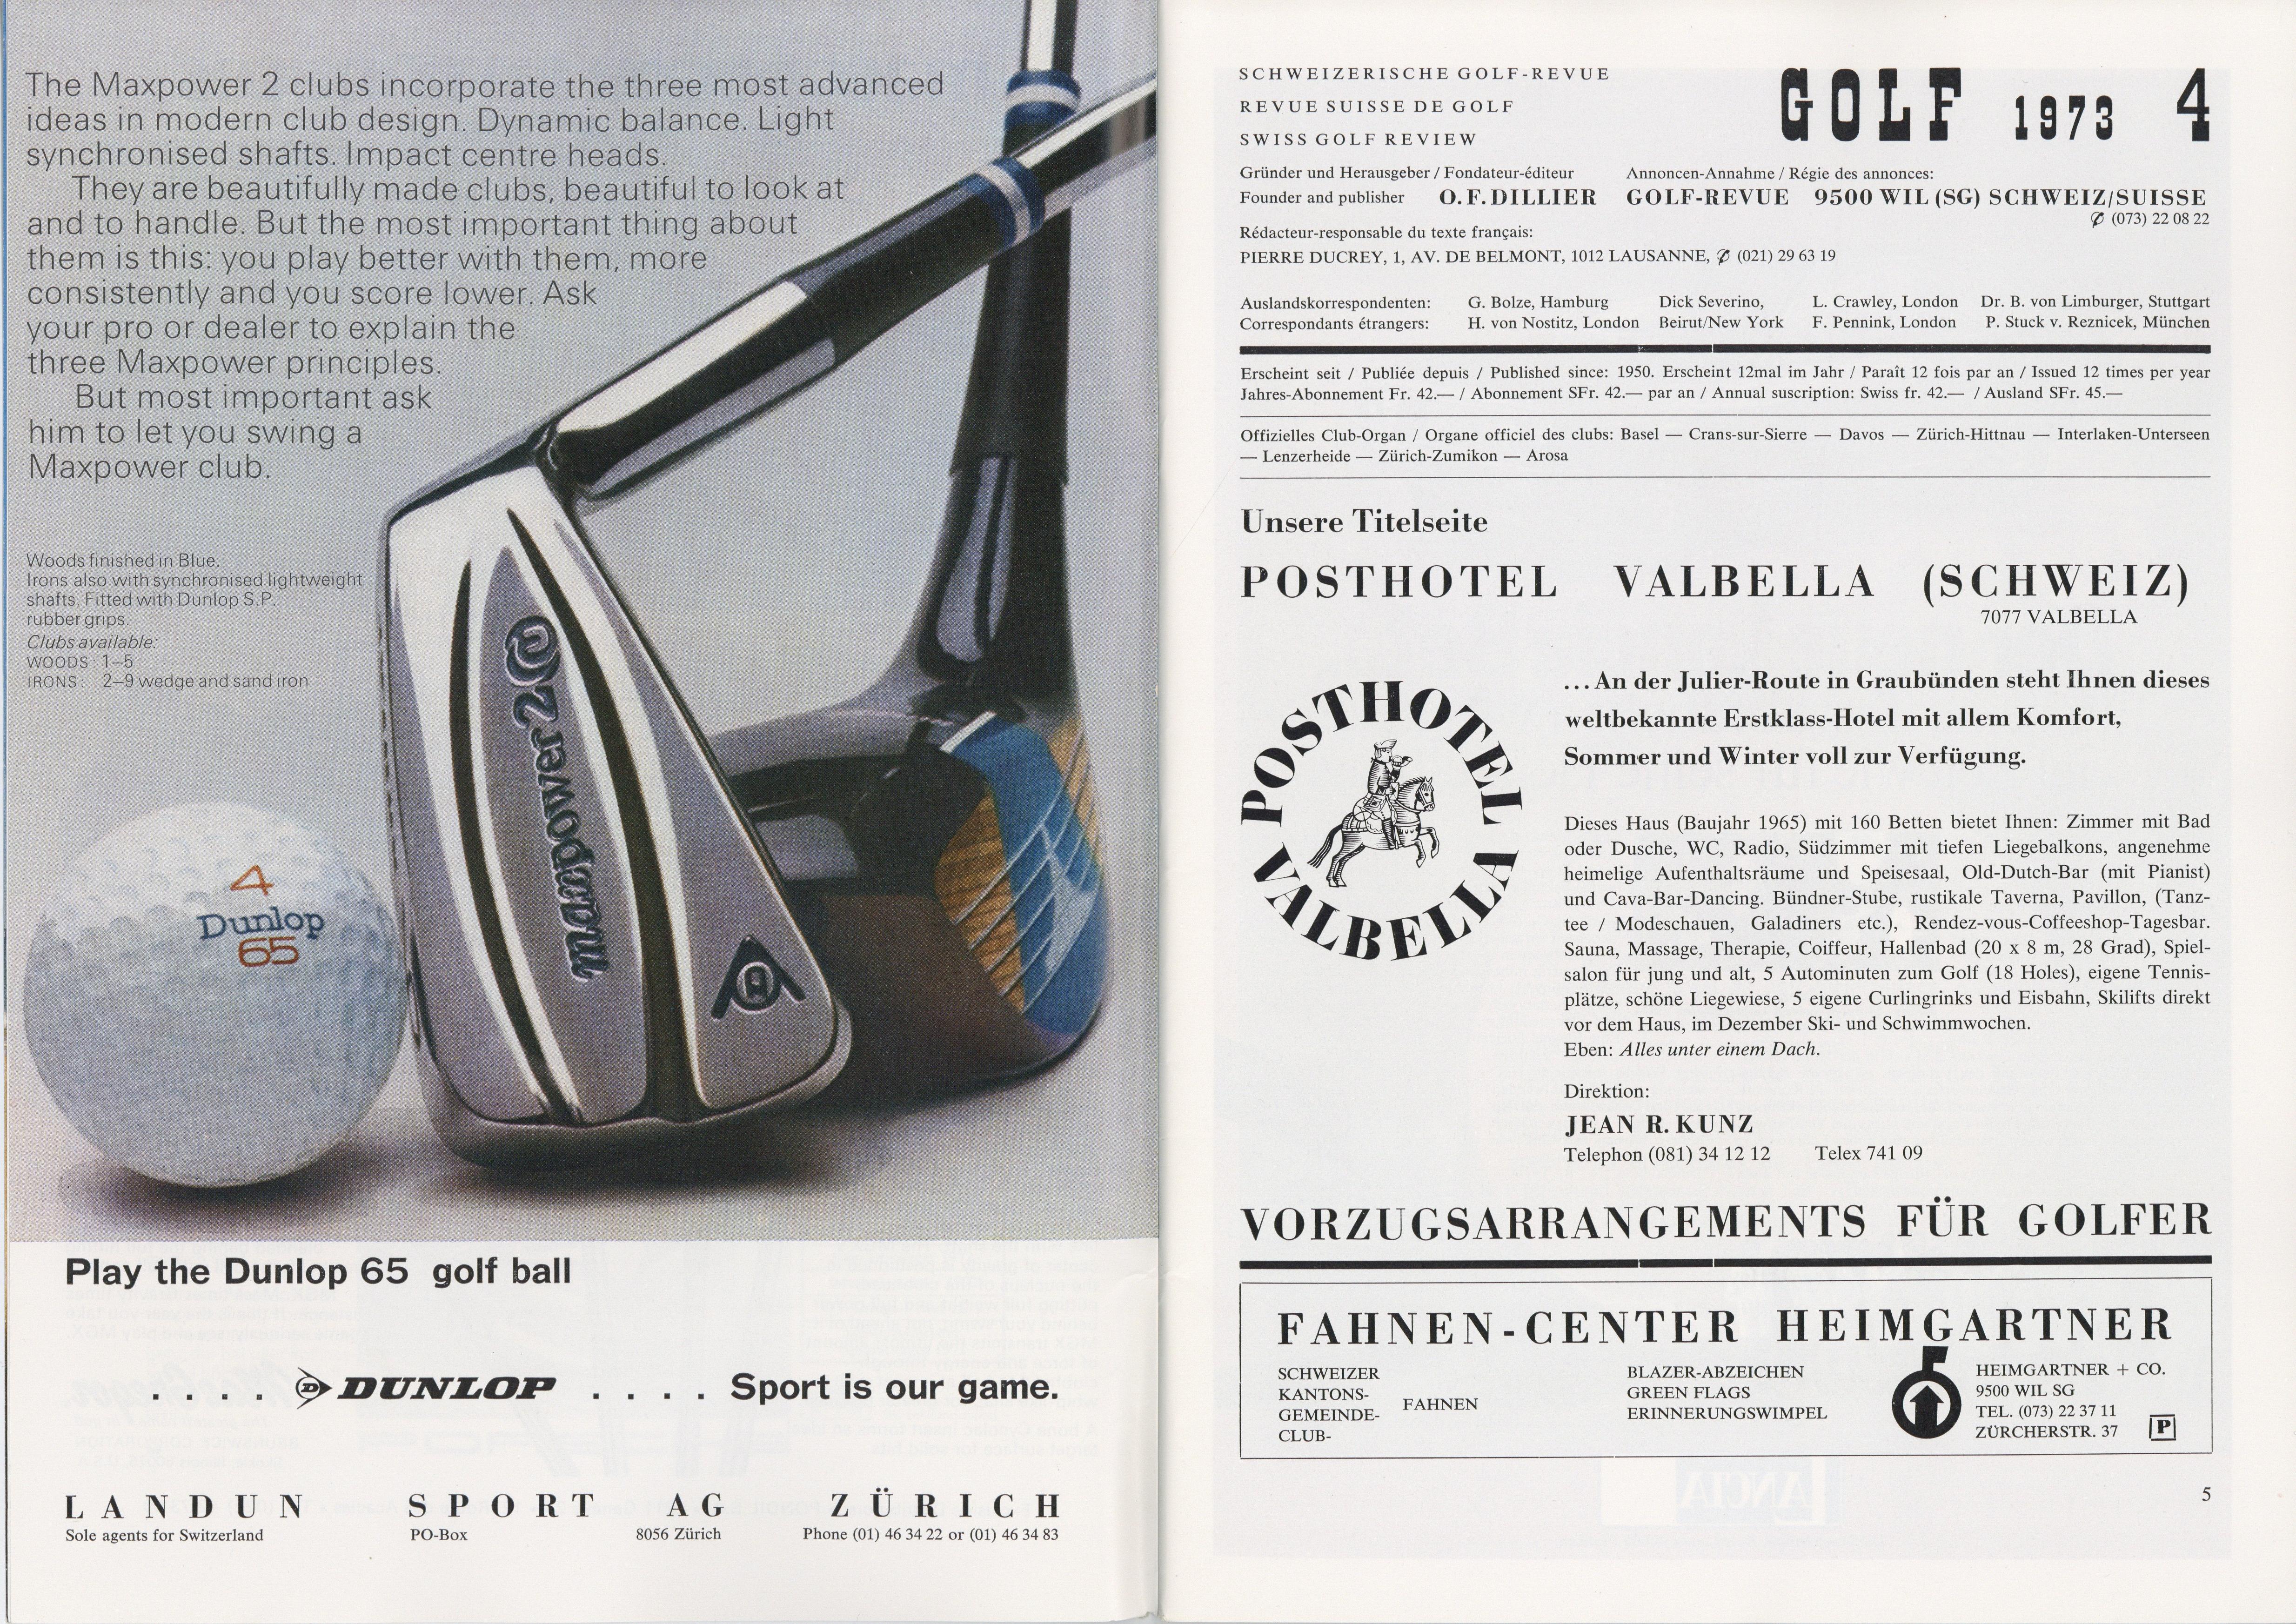 The Maxpower 2 clubs incorporate the three most advanced
ideas in modern club design. Dynamic balance. Light
synchronised shafts. Impact centre heads.
They are beautifully made clubs, beautiful to look at
and to handle. But the most important thing about
them is this: you play better with them, more
consistently and you score lower. Ask
your pro or dealer to explain the
three Maxpower principles.
But most important ask
him to let you swing a
Maxpower club.
Woods finished in Blue.
Irons also with synchronised lightweight
shafts. Fitted with Dunlop S.P.
rubber grips.
Clubs available:
WOODS: 1–5
IRONS: 2–9 wedge and sand iron
maxpower 2
4
Dunlop
65
Play the Dunlop 65 golf ball
. . . . D DUNLOP . . . . Sport is our game.
LANDUN SPORT AG ZÜRICH
Sole agents for Switzerland PO-Box 8056 Zürich Phone (01) 46 34 22 or (01) 46 34 83
SCHWEIZERISCHE GOLF-REVUE
REVUE SUISSE DE GOLF
SWISS GOLF REVIEW
GOLF 1973 4
Gründer und Herausgeber / Fondateur-éditeur
Founder and publisher O. F. DILLIER
Annoncen-Annahme / Régie des annonces:
GOLF-REVUE 9500 WIL (SG) SCHWEIZ/SUISSE
✆ (073) 22 08 22
Rédacteur-responsable du texte français:
PIERRE DUCREY, 1, AV. DE BELMONT, 1012 LAUSANNE, ✆ (021) 29 63 19
Auslandskorrespondenten: G. Bolze, Hamburg Dick Severino, L. Crawley, London Dr. B. von Limburger, Stuttgart
Correspondants étrangers: H. von Nostitz, London Beirut/New York F. Pennink, London P. Stuck v. Reznicek, München
Erscheint seit / Publiée depuis / Published since: 1950. Erscheint 12mal im Jahr / Paraît 12 fois par an / Issued 12 times per year
Jahres-Abonnement Fr. 42.— / Abonnement SFr. 42.— par an / Annual suscription: Swiss fr. 42.— / Ausland SFr. 45.—
Offizielles Club-Organ / Organe officiel des clubs: Basel — Crans-sur-Sierre — Davos — Zürich-Hittnau — Interlaken-Unterseen
— Lenzerheide — Zürich-Zumikon — Arosa
Unsere Titelseite
POSTHOTEL VALBELLA (SCHWEIZ)
7077 VALBELLA
POSTHOTEL
VALBELLA
...An der Julier-Route in Graubünden steht Ihnen dieses
weltbekannte Erstklass-Hotel mit allem Komfort,
Sommer und Winter voll zur Verfügung.
Dieses Haus (Baujahr 1965) mit 160 Betten bietet Ihnen: Zimmer mit Bad
oder Dusche, WC, Radio, Südzimmer mit tiefen Liegebalkons, angenehme
heimelige Aufenthaltsräume und Speisesaal, Old-Dutch-Bar (mit Pianist)
und Cava-Bar-Dancing. Bündner-Stube, rustikale Taverna, Pavillon, (Tanz-
tee / Modeschauen, Galadiners etc.), Rendez-vous-Coffeeshop-Tagesbar.
Sauna, Massage, Therapie, Coiffeur, Hallenbad (20 x 8 m, 28 Grad), Spiel-
salon für jung und alt, 5 Autominuten zum Golf (18 Holes), eigene Tennis-
plätze, schöne Liegewiese, 5 eigene Curlingrinks und Eisbahn, Skilifts direkt
vor dem Haus, im Dezember Ski- und Schwimmwochen.
Eben: Alles unter einem Dach.
Direktion:
JEAN R. KUNZ
Telephon (081) 34 12 12 Telex 741 09
VORZUGSARRANGEMENTS FÜR GOLFER
FAHNEN-CENTER HEIMGARTNER
SCHWEIZER
KANTONS-
GEMEINDE-
CLUB-
FAHNEN
BLAZER-ABZEICHEN
GREEN FLAGS
ERINNERUNGSWIMPEL
HEIMGARTNER + CO.
9500 WIL SG
TEL. (073) 22 37 11
ZÜRCHERSTR. 37
P
5